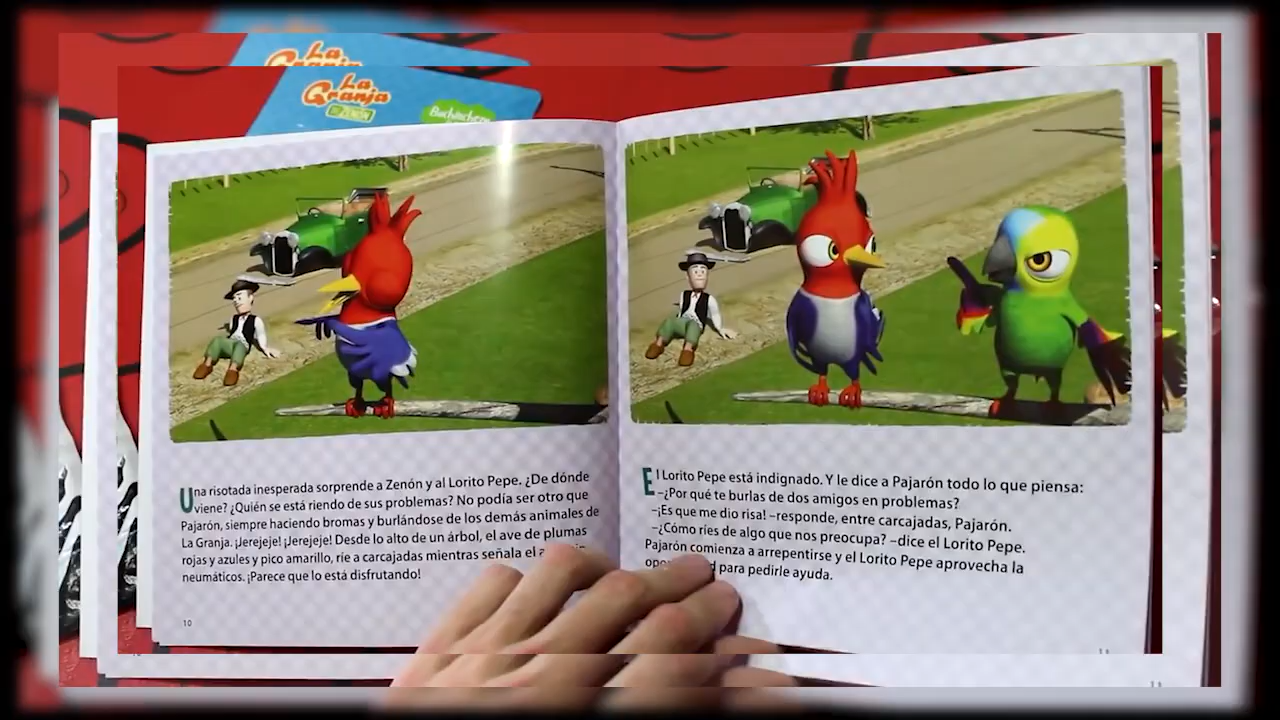 La
Granja
La
Granja
DE ZENÓN
Una risotada inesperada sorprende a Zenón y al Lorito Pepe. ¿De dónde
viene? ¿Quién se está riendo de sus problemas? No podía ser otro que
Pajarón, siempre haciendo bromas y burlándose de los demás animales de
La Granja. ¡Jerejeje! ¡Jerejeje! Desde lo alto de un árbol, el ave de plumas
rojas y azules y pico amarillo, ríe a carcajadas mientras señala el
neumáticos. ¡Parece que lo está disfrutando!
10
El Lorito Pepe está indignado. Y le dice a Pajarón todo lo que piensa:
–¿Por qué te burlas de dos amigos en problemas?
–¡Es que me dio risa! –responde, entre carcajadas, Pajarón.
–¿Cómo ríes de algo que nos preocupa? –dice el Lorito Pepe.
Pajarón comienza a arrepentirse y el Lorito Pepe aprovecha la
para pedirle ayuda.